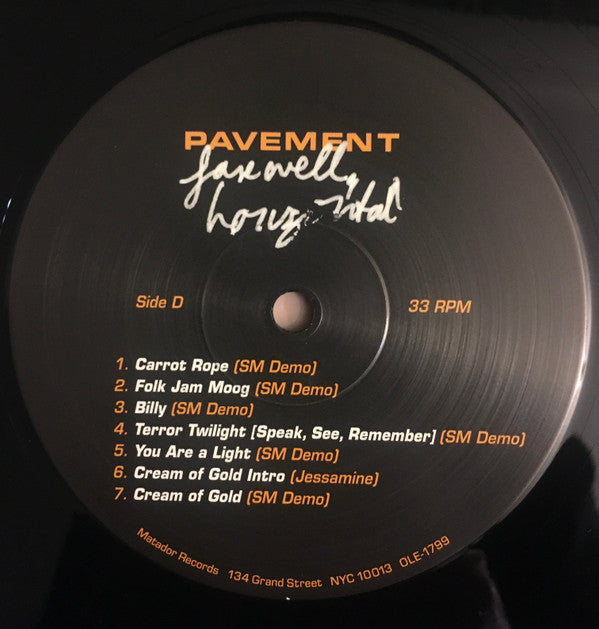 PAVEMENT
farewell,
horizontal
Side D
33 RPM
1. Carrot Rope (SM Demo)
2. Folk Jam Moog (SM Demo)
3. Billy (SM Demo)
4. Terror Twilight [Speak, See, Remember] (SM Demo)
5. You Are a Light (SM Demo)
6. Cream of Gold Intro (Jessamine)
7. Cream of Gold (SM Demo)
Matador Records 134 Grand Street NYC 10013 OLE-1799